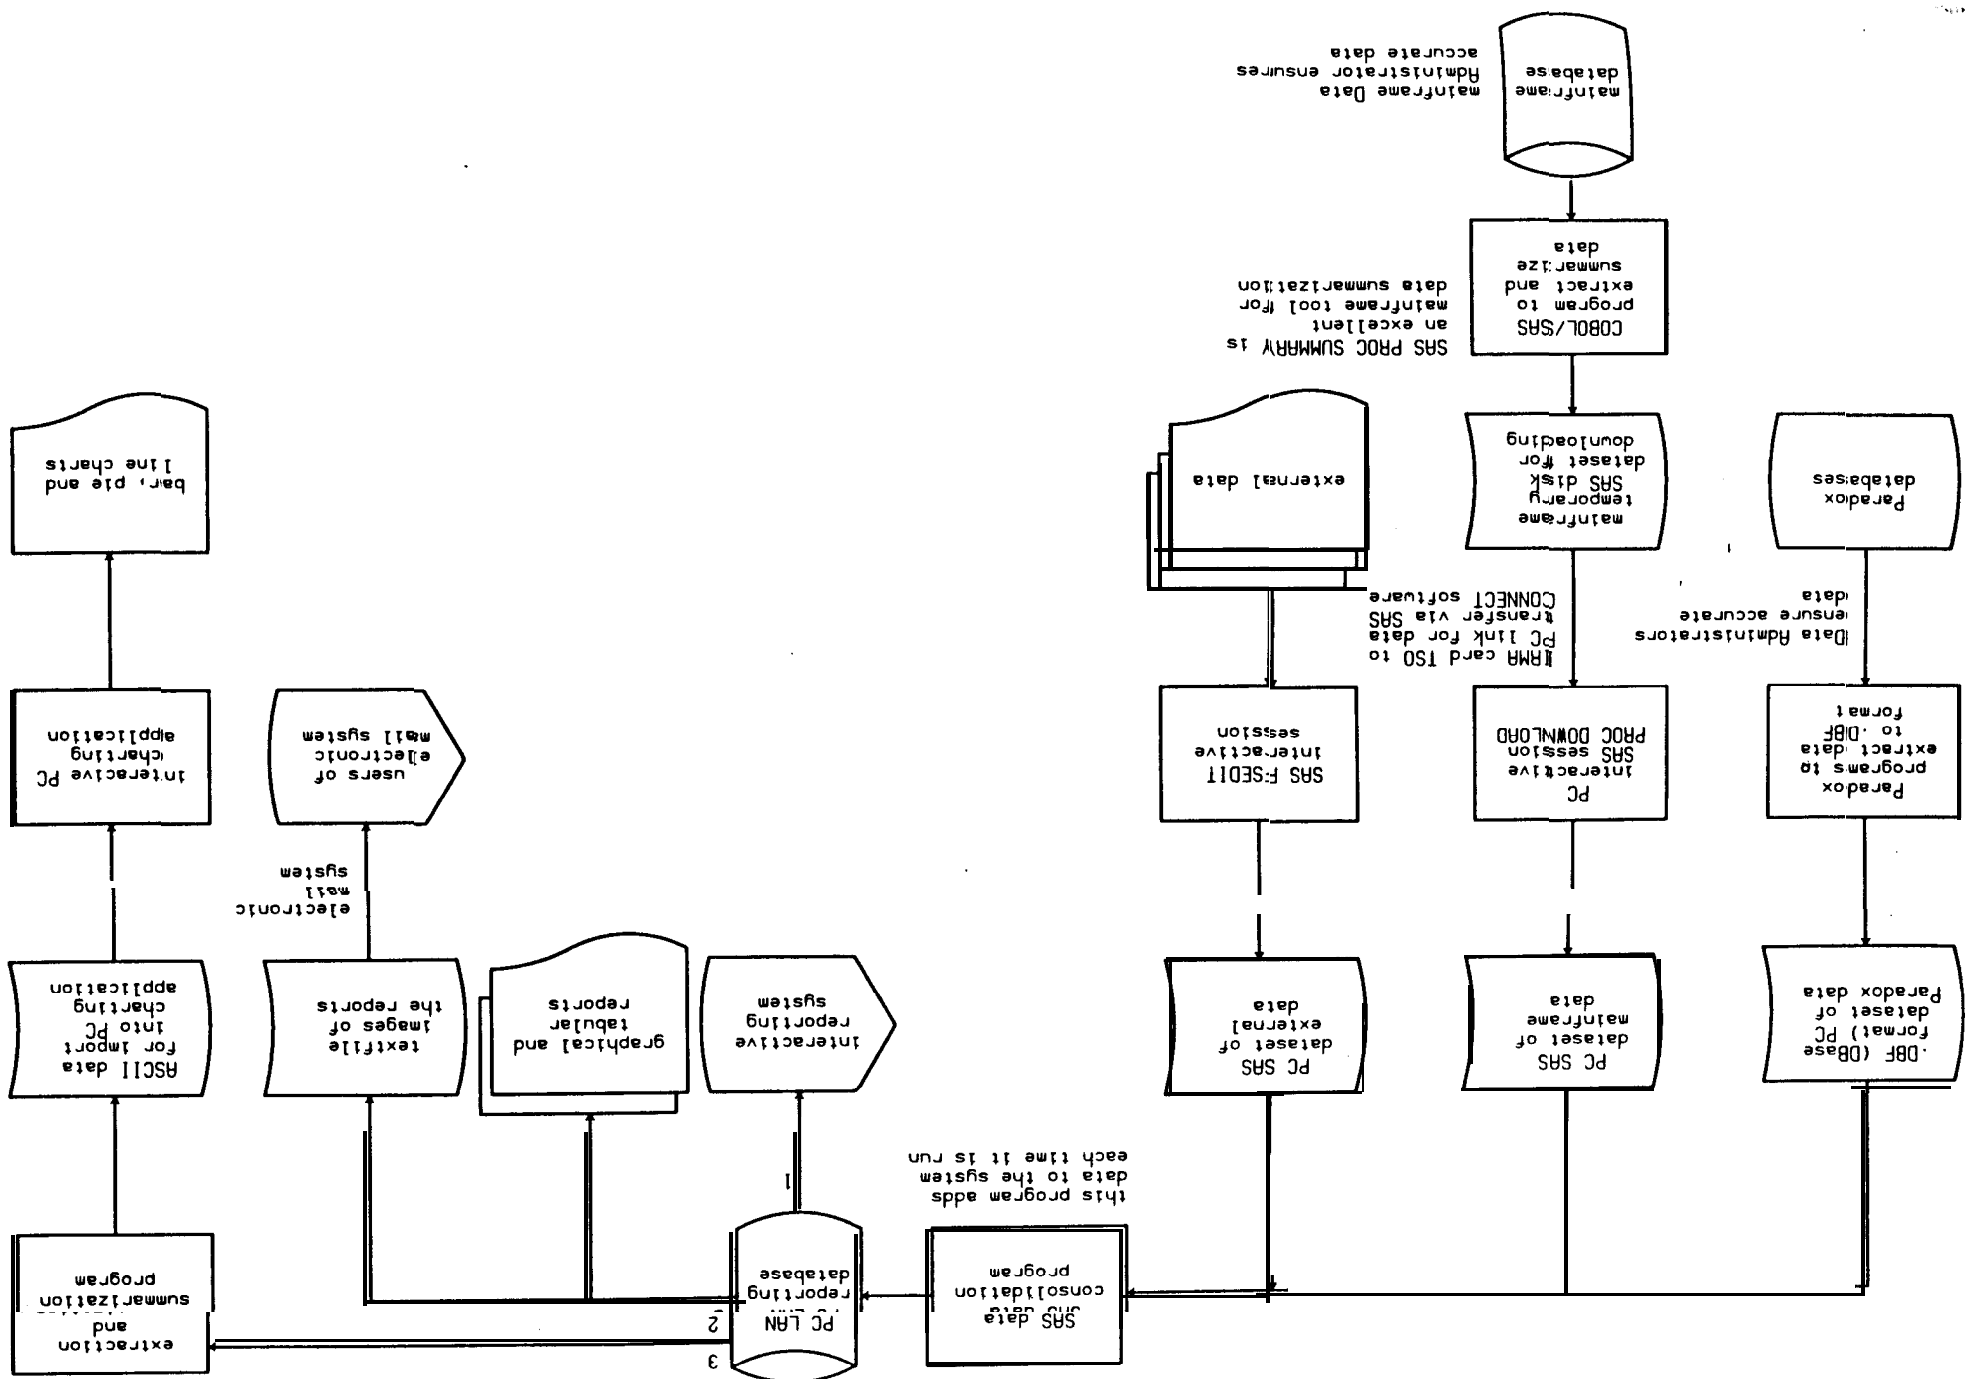 3
2
extraction
and
summarization
program
PC LAN
reporting
database
SAS data
consolidation
program
this program adds
data to the system
each time it is run
1
.DBF (DBase
format) PC
dataset of
Paradox data
PC SAS
dataset of
mainframe
data
PC SAS
dataset of
external
data
interactive
reporting
system
graphical and
tabular
reports
textfile
images of
the reports
ASCII data
for import
into PC
charting
application
electronic
mail
system
Paradox
programs to
extract data
to .DBF
format
PC
interactive
SAS session
PROC DOWNLOAD
SAS FSEDIT
interactive
session
users of
electronic
mail system
interactive PC
charting
application
Data Administrators
ensure accurate
data
IRMA card TSO to
PC link for data
transfer via SAS
CONNECT software
Paradox
databases
mainframe
temporary
SAS disk
dataset for
downloading
external data
bar, pie and
line charts
COBOL/SAS
program to
extract and
summarize
data
SAS PROC SUMMARY is
an excellent
mainframe tool for
data summarization
mainframe
database
mainframe Data
Administrator ensures
accurate data